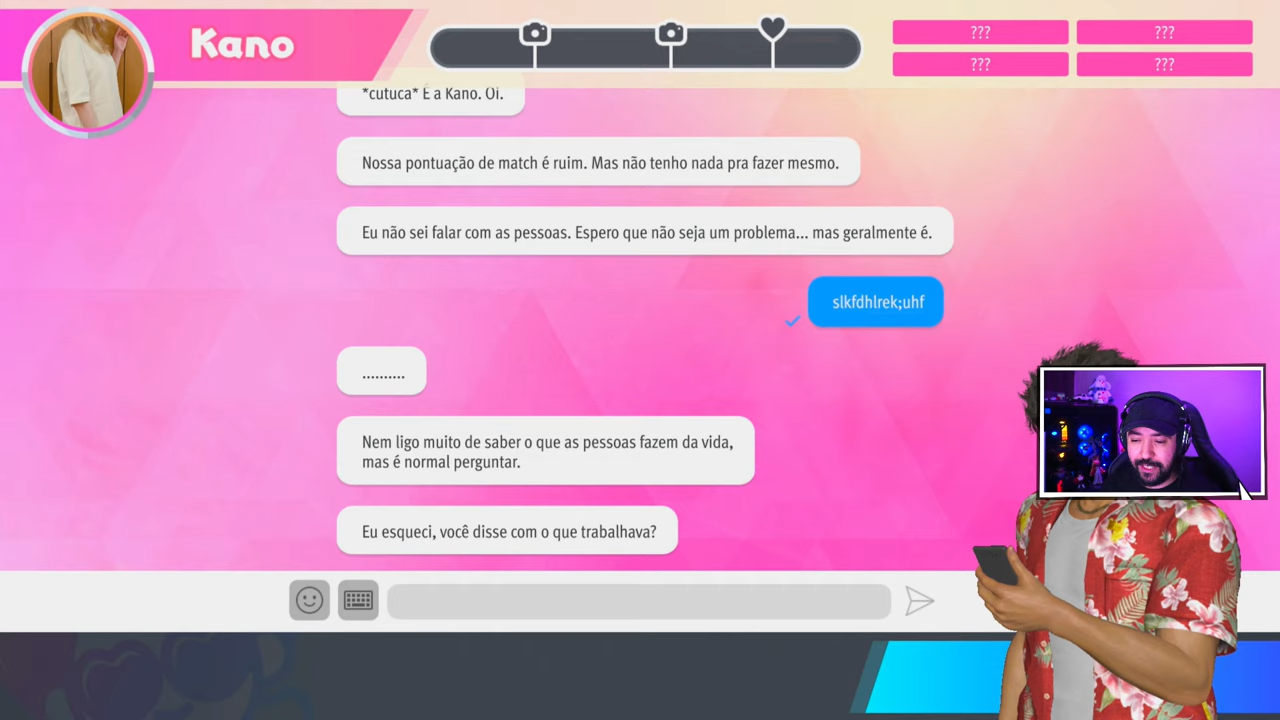 Kano
???
???
???
???
*cutuca* É a Kano. Oi.
Nossa pontuação de match é ruim. Mas não tenho nada pra fazer mesmo.
Eu não sei falar com as pessoas. Espero que não seja um problema... mas geralmente é.
slkfdhlrek;uhf
..........
Nem ligo muito de saber o que as pessoas fazem da vida,
mas é normal perguntar.
Eu esqueci, você disse com o que trabalhava?